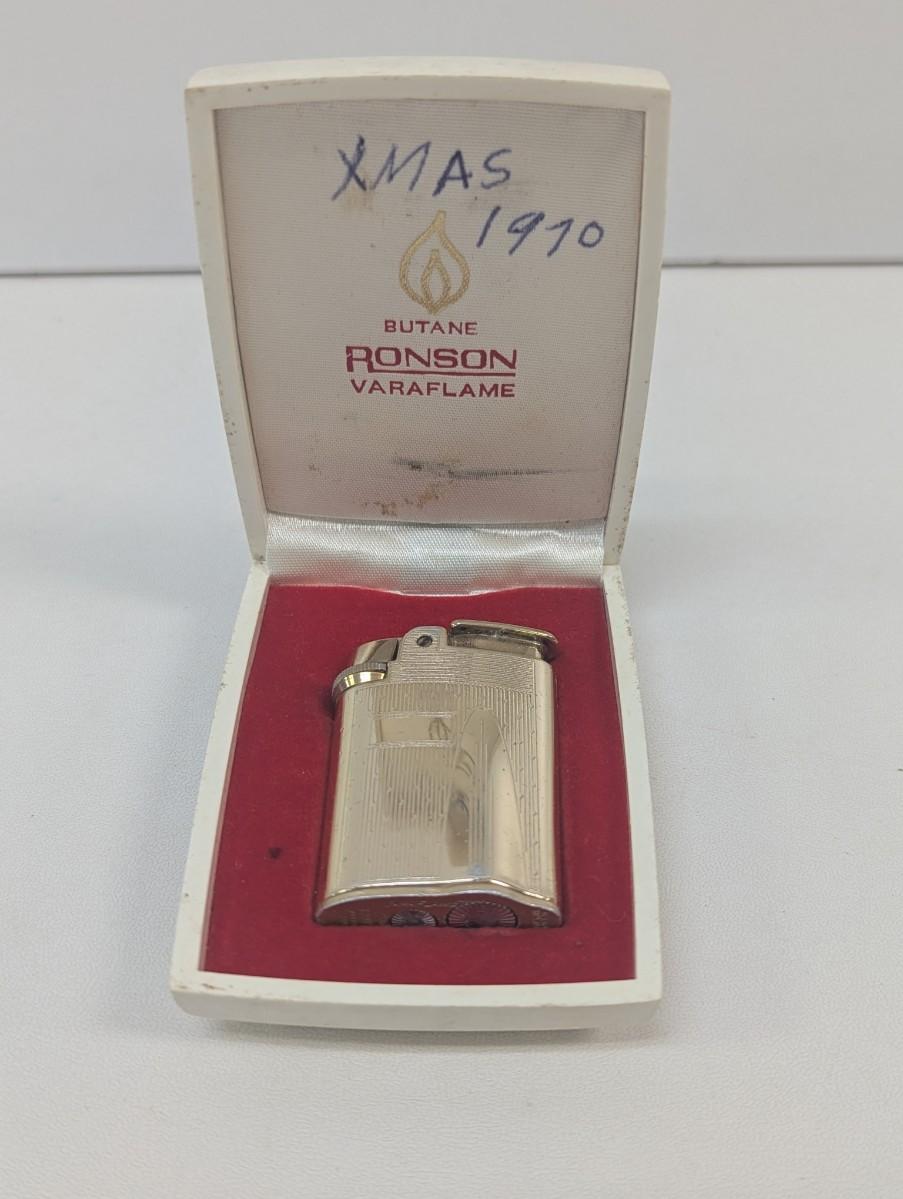 XMAS
1970
BUTANE
RONSON
VARAFLAME